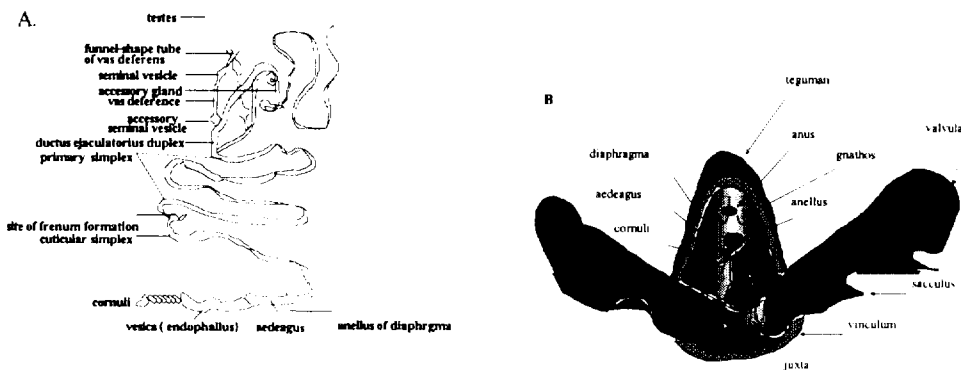 A.
testes
funnel-shape tube
of vas deferens
seminal vesicle
accessory gland
vas deference
accessory
seminal vesicle
ductus ejaculatorius duplex
primary simplex
site of frenum formation
cuticular simplex
cornuli
vesica ( endophallus)
aedeagus
anellus of diaphrgma
B
teguman
diaphragma
anus
valvula
gnathos
aedeagus
anellus
cornuli
sacculus
vinculum
juxta